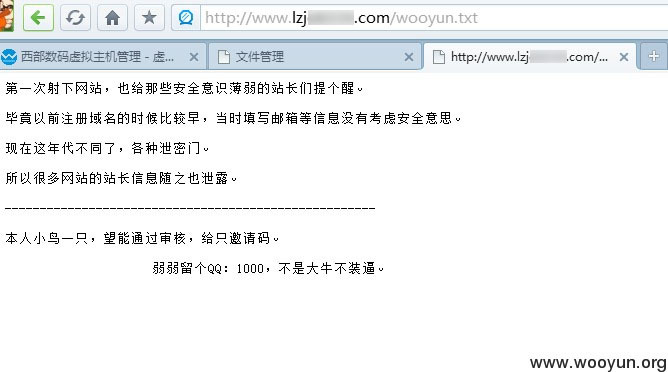 http://www.lzj .com/wooyun.txt
西部数码虚拟主机管理 - 虚...
文件管理
http://www.lzj .com/...
第一次射下网站，也给那些安全意识薄弱的站长们提个醒。
毕竟以前注册域名的时候比较早，当时填写邮箱等信息没有考虑安全意思。
现在这年代不同了，各种泄密门。
所以很多网站的站长信息随之也泄露。
-----------------------------------------------------
本人小鸟一只，望能通过审核，给只邀请码。
弱弱留个QQ：1000，不是大牛不装逼。
www.wooyun.org